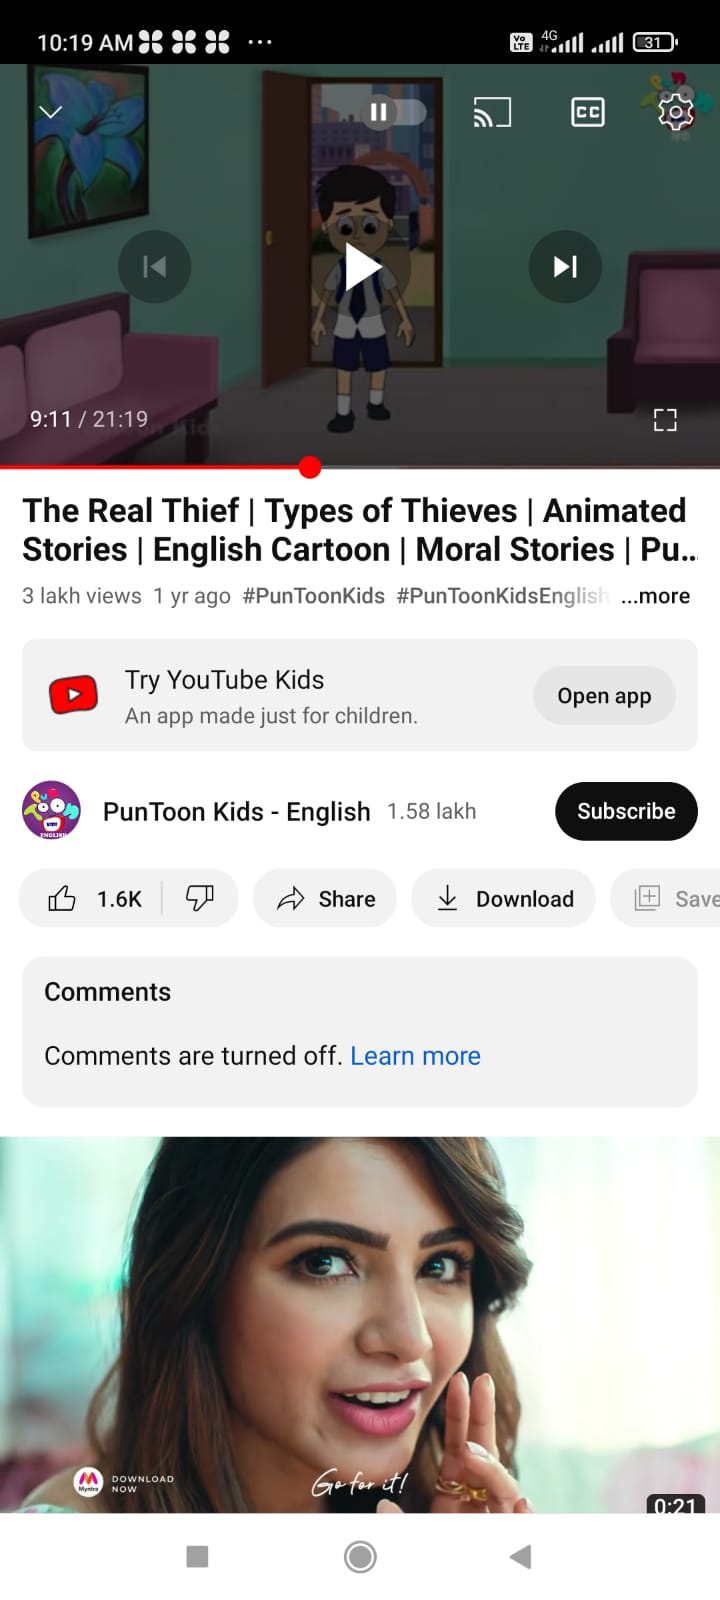 10:19 AM
Vo LTE 4G 31
CC
9:11 / 21:19
The Real Thief | Types of Thieves | Animated
Stories | English Cartoon | Moral Stories | Pu...
3 lakh views 1 yr ago #PunToonKids #PunToonKidsEnglish ...more
Try YouTube Kids
An app made just for children.
Open app
PunToon Kids - English 1.58 lakh
Subscribe
1.6K
Share
Download
Save
Comments
Comments are turned off. Learn more
Myntra
DOWNLOAD
NOW
Go for it!
0:21